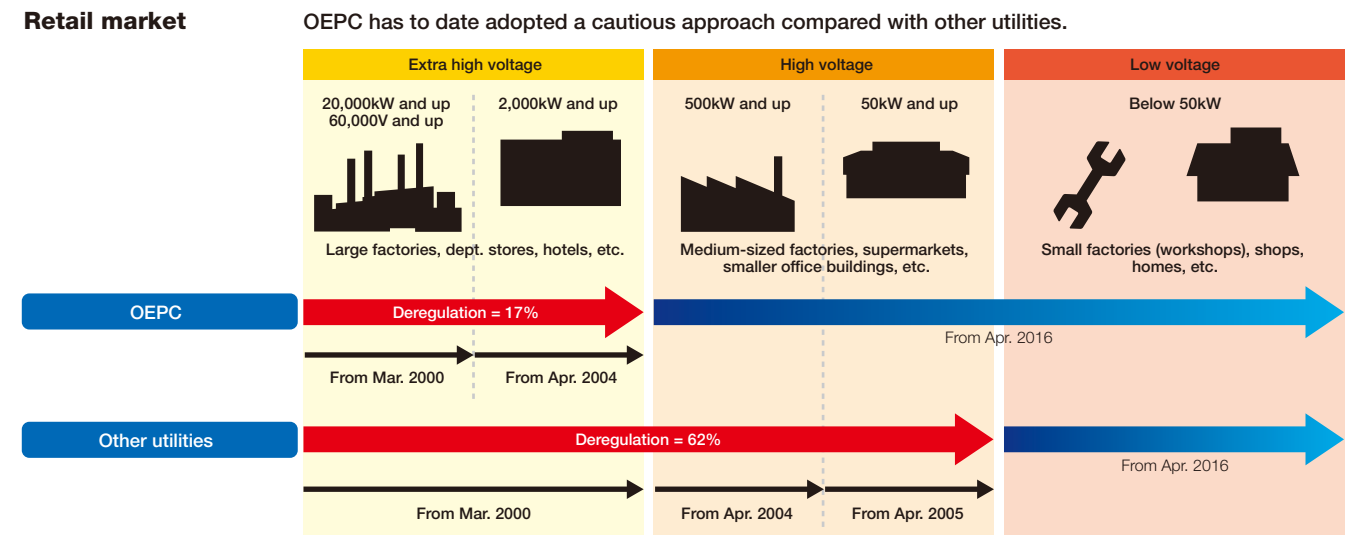 Retail market
OEPC has to date adopted a cautious approach compared with other utilities.
Extra high voltage
High voltage
Low voltage
20,000kW and up
60,000V and up
2,000kW and up
500kW and up
50kW and up
Below 50kW
Large factories, dept. stores, hotels, etc.
Medium-sized factories, supermarkets,
smaller office buildings, etc.
Small factories (workshops), shops,
homes, etc.
OEPC
Deregulation = 17%
From Apr. 2016
From Mar. 2000
From Apr. 2004
Other utilities
Deregulation = 62%
From Apr. 2016
From Mar. 2000
From Apr. 2004
From Apr. 2005